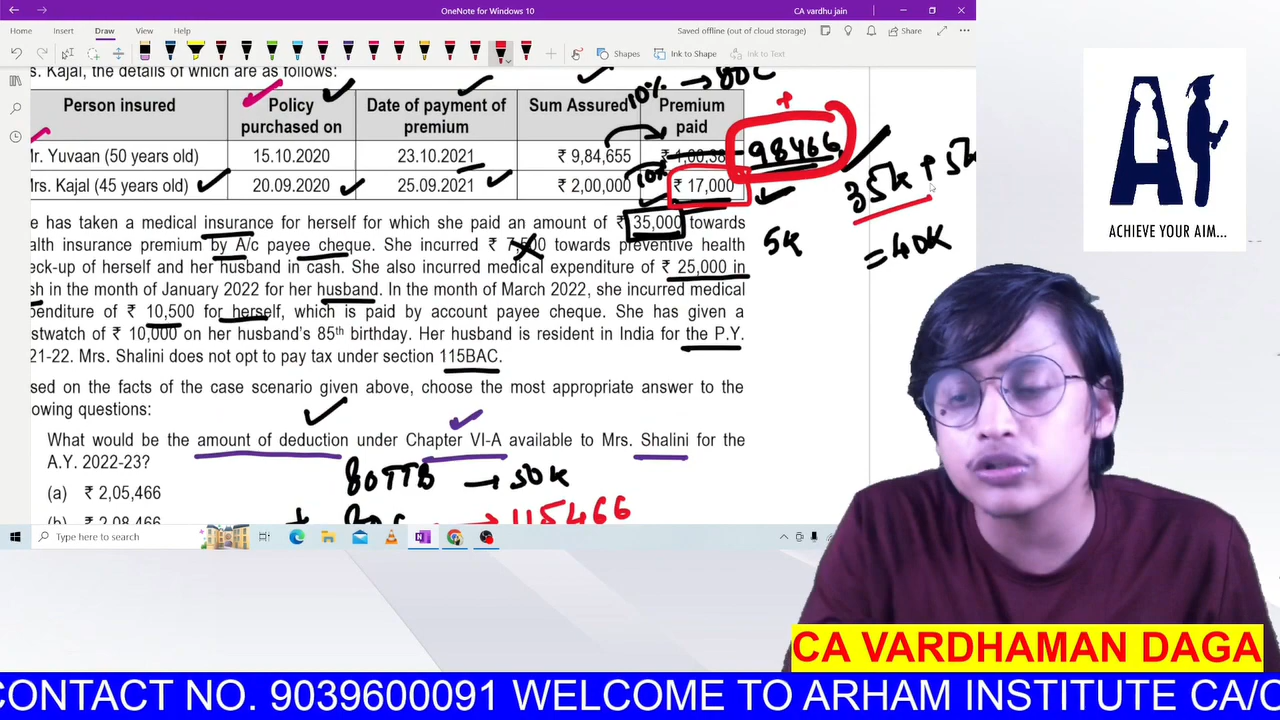 OneNote for Windows 10
CA vardhu jain
Home Insert Draw View Help
Saved offline (out of cloud storage)
Share
Shapes
Ink to Shape
Ink to Text
s. Kajal, the details of which are as follows:
10% → 80C
Person insured Policy purchased on Date of payment of premium Sum Assured Premium paid
+
Mr. Yuvaan (50 years old) 15.10.2020 23.10.2021 ₹ 9,84,655 ₹ 1,00,38 98466
10%
Mrs. Kajal (45 years old) 20.09.2020 25.09.2021 ₹ 2,00,000 ₹ 17,000
35k + 5k
= 40K
5k
e has taken a medical insurance for herself for which she paid an amount of ₹ 35,000 towards
alth insurance premium by A/c payee cheque. She incurred ₹ 7,500 towards preventive health
eck-up of herself and her husband in cash. She also incurred medical expenditure of ₹ 25,000 in
sh in the month of January 2022 for her husband. In the month of March 2022, she incurred medical
penditure of ₹ 10,500 for herself, which is paid by account payee cheque. She has given a
stwatch of ₹ 10,000 on her husband's 85th birthday. Her husband is resident in India for the P.Y.
21-22. Mrs. Shalini does not opt to pay tax under section 115BAC.
sed on the facts of the case scenario given above, choose the most appropriate answer to the
owing questions:
What would be the amount of deduction under Chapter VI-A available to Mrs. Shalini for the
A.Y. 2022-23?
80TTB → 50K
(a) ₹ 2,05,466
+ 80C → 115466
(b) ₹ 2,08,466
Type here to search
AI
ACHIEVE YOUR AIM...
CA VARDHAMAN DAGA
CONTACT NO. 9039600091 WELCOME TO ARHAM INSTITUTE CA/C